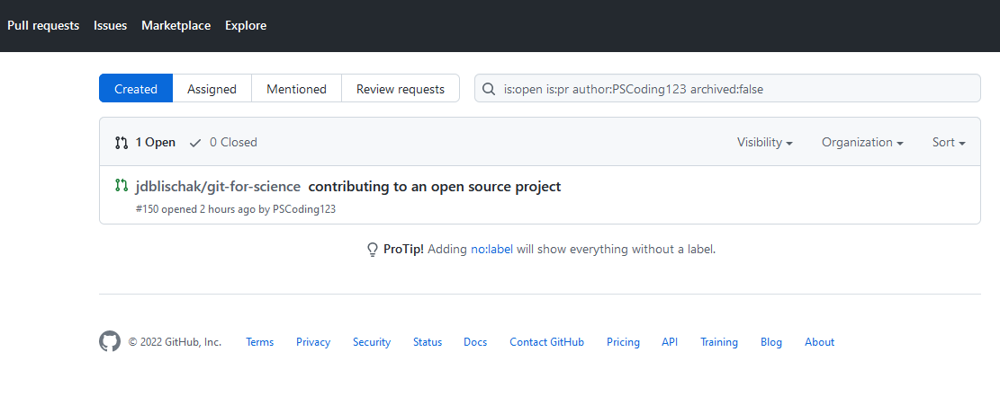 Pull requests Issues Marketplace Explore
Created Assigned Mentioned Review requests is:open is:pr author:PSCoding123 archived:false
1 Open 0 Closed Visibility Organization Sort
jdblischak/git-for-science contributing to an open source project
#150 opened 2 hours ago by PSCoding123
ProTip! Adding no:label will show everything without a label.
© 2022 GitHub, Inc. Terms Privacy Security Status Docs Contact GitHub Pricing API Training Blog About